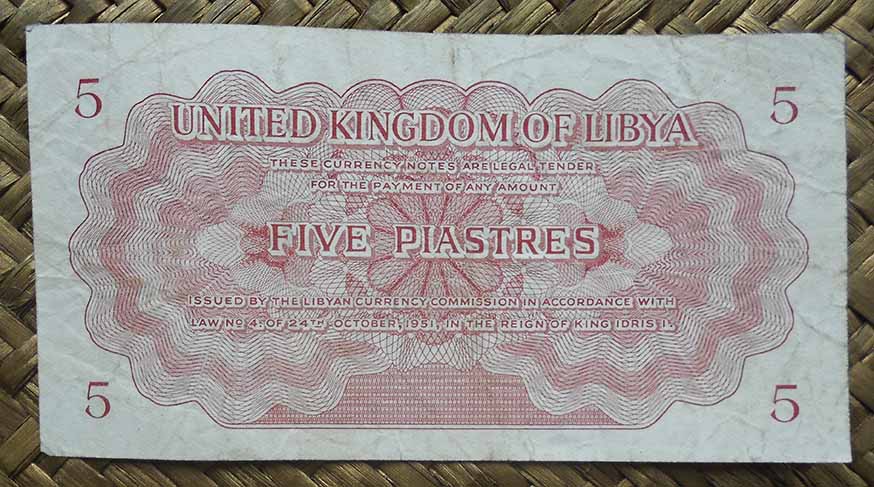 5 5
UNITED KINGDOM OF LIBYA
THESE CURRENCY NOTES ARE LEGAL TENDER
FOR THE PAYMENT OF ANY AMOUNT
FIVE PIASTRES
ISSUED BY THE LIBYAN CURRENCY COMMISSION IN ACCORDANCE WITH
LAW Nº 4. OF 24TH OCTOBER, 1951, IN THE REIGN OF KING IDRIS I.
5 5